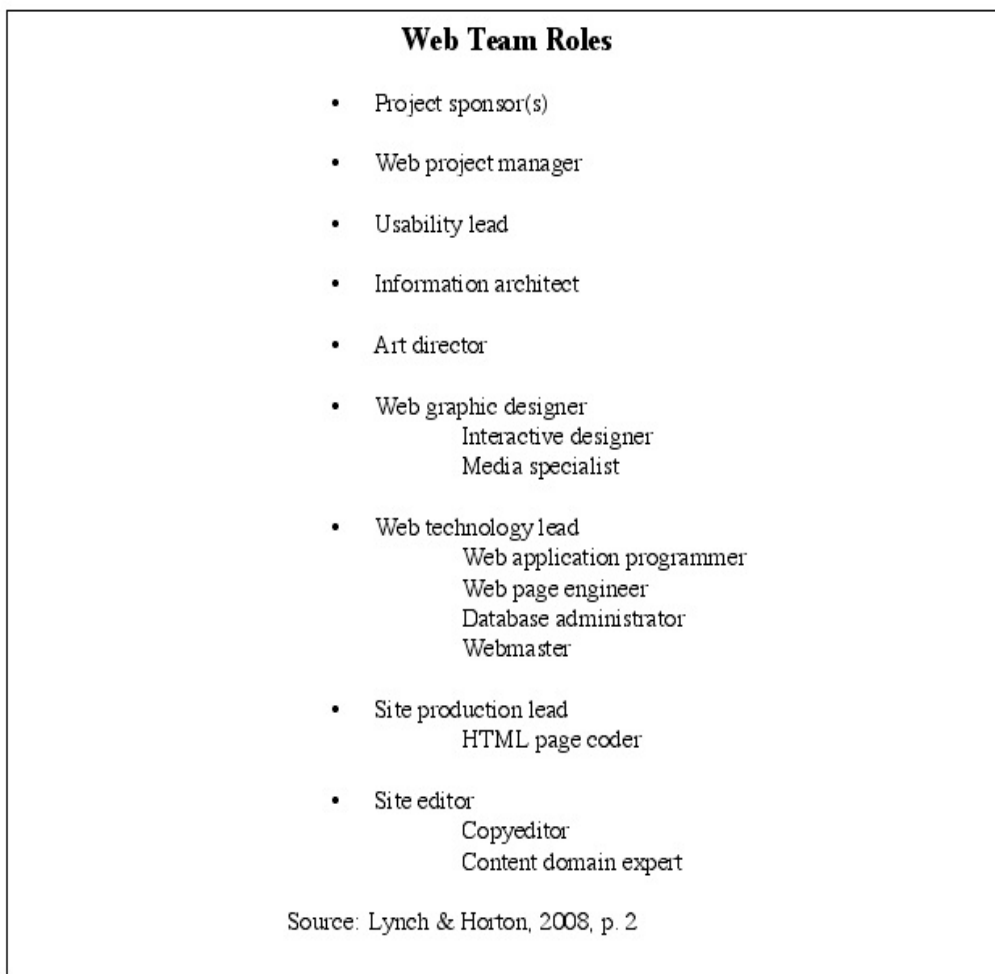 Web Team Roles
• Project sponsor(s)
• Web project manager
• Usability lead
• Information architect
• Art director
• Web graphic designer
Interactive designer
Media specialist
• Web technology lead
Web application programmer
Web page engineer
Database administrator
Webmaster
• Site production lead
HTML page coder
• Site editor
Copyeditor
Content domain expert
Source: Lynch & Horton, 2008, p. 2